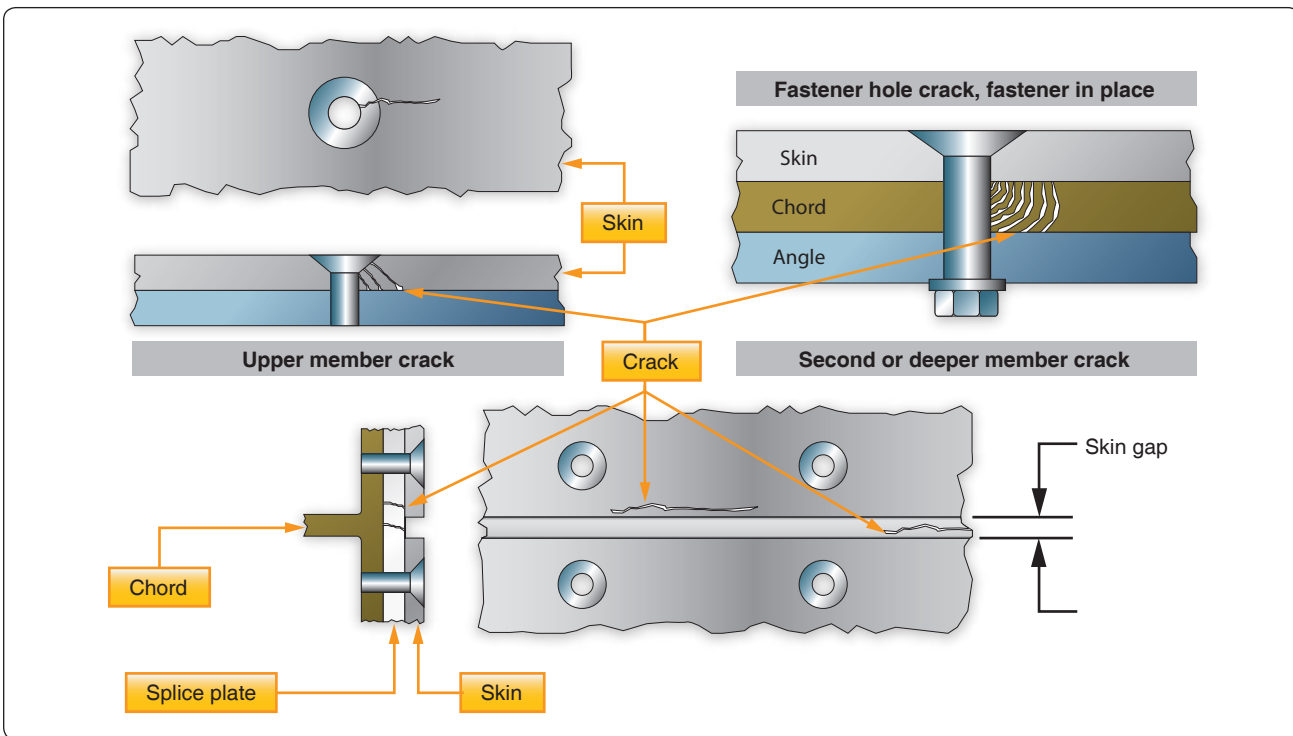 Fastener hole crack, fastener in place
Skin
Chord
Angle
Skin
Upper member crack
Crack
Second or deeper member crack
Skin gap
Chord
Splice plate
Skin